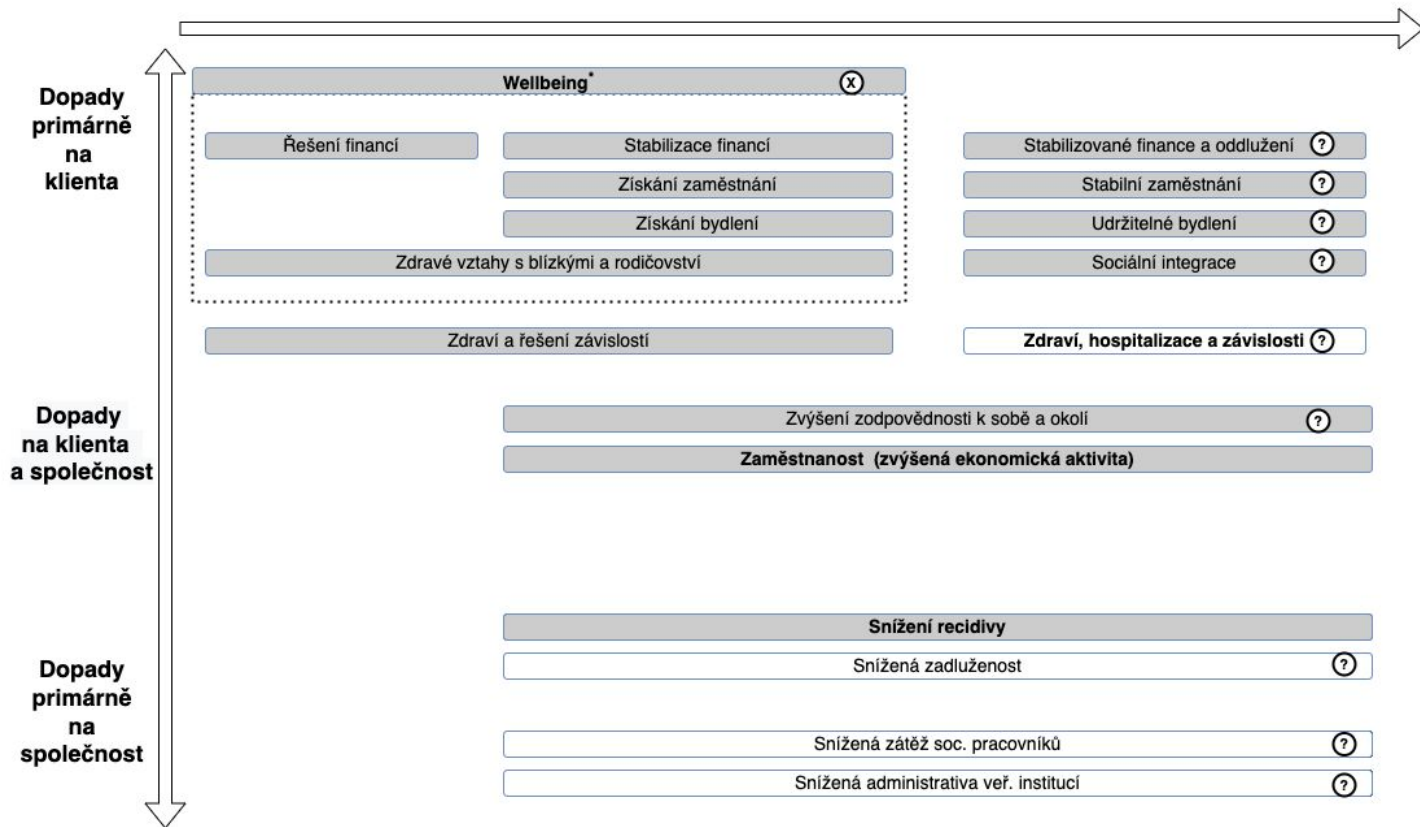 Dopady
primárně
na
klienta
Wellbeing* X
Řešení financí
Stabilizace financí
Stabilizované finance a oddlužení ?
Získání zaměstnání
Stabilní zaměstnání ?
Získání bydlení
Udržitelné bydlení ?
Zdravé vztahy s blízkými a rodičovství
Sociální integrace ?
Zdraví a řešení závislostí
Zdraví, hospitalizace a závislosti ?
Dopady
na klienta
a společnost
Zvýšení zodpovědnosti k sobě a okolí ?
Zaměstnanost (zvýšená ekonomická aktivita)
Dopady
primárně
na
společnost
Snížení recidivy
Snížená zadluženost ?
Snížená zátěž soc. pracovníků ?
Snížená administrativa veř. institucí ?